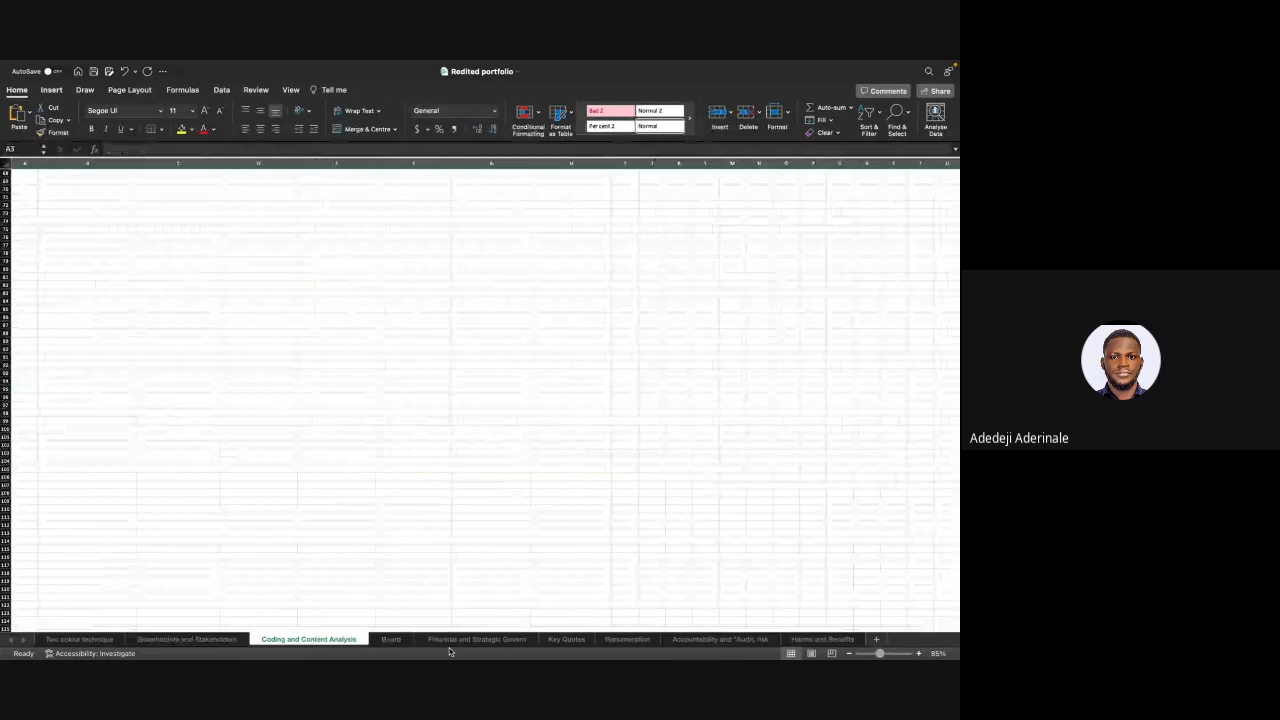 AutoSave OFF
Redited portfolio
Home Insert Draw Page Layout Formulas Data Review View Tell me
Comments Share
Paste Cut Copy Format
Segoe UI 11
B I U
Wrap Text
Merge & Centre
General
$ %
Conditional Formatting
Format as Table
Bad 2 Normal 2
Per cent 2 Normal
Insert Delete Format
Auto-sum
Fill
Clear
Sort & Filter
Find & Select
Analyse Data
A3 fx
Adedeji Aderinale
Two colour technique Shareholders and Stakeholders Coding and Content Analysis Board Financial and Strategic Govern Key Quotes Renumeration Accountability and "Audit, risk Harms and Benefits +
Ready Accessibility: Investigate 85%